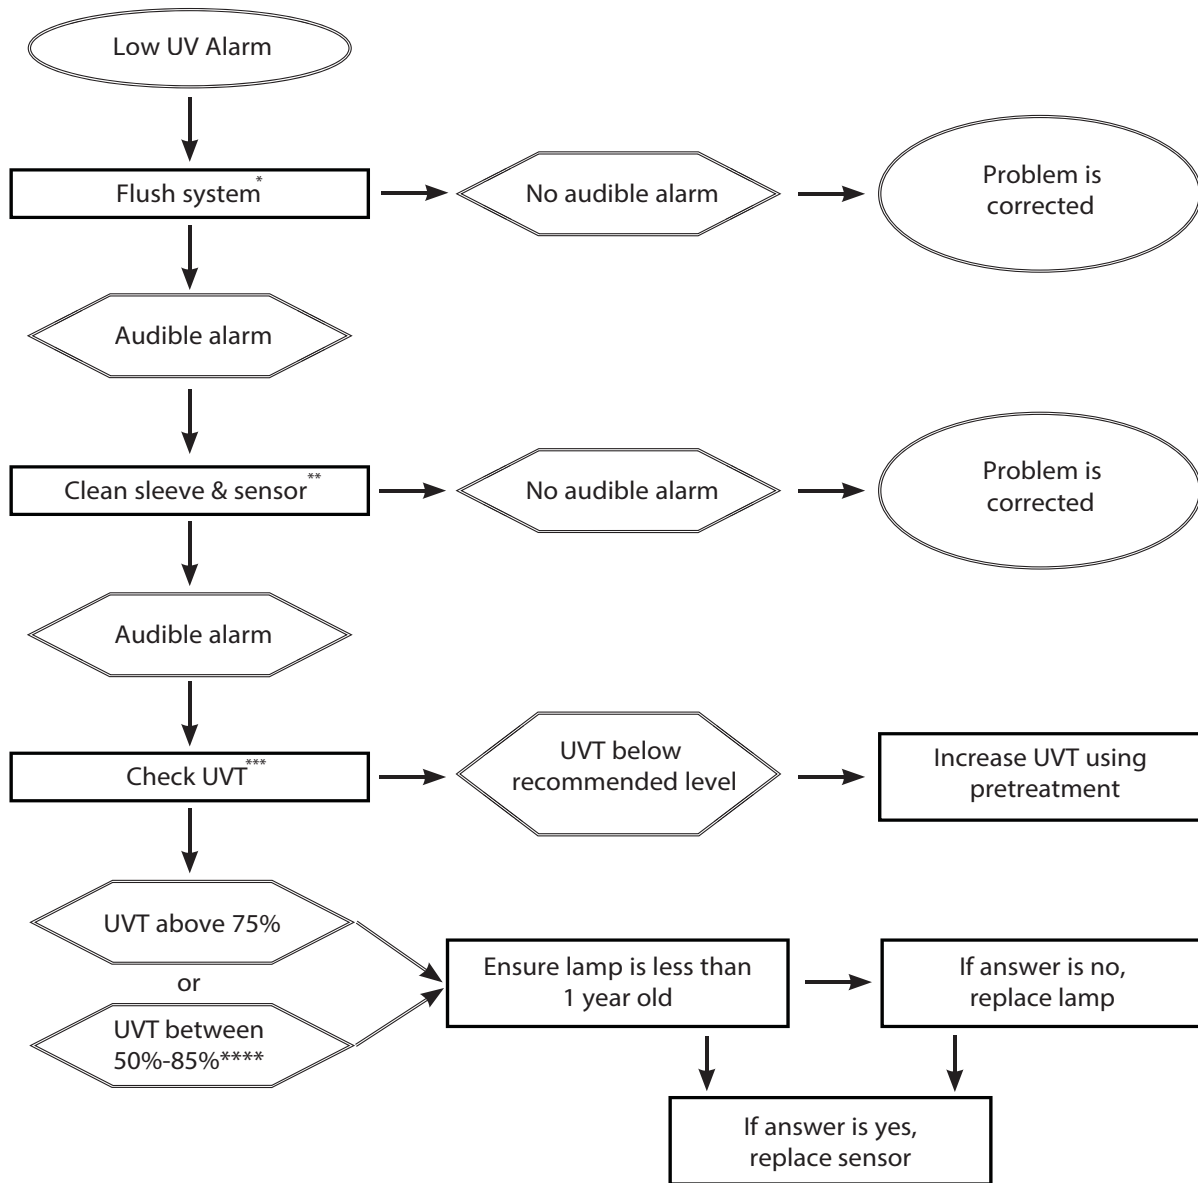 Low UV Alarm
Flush system*
No audible alarm
Problem is
corrected
Audible alarm
Clean sleeve & sensor**
No audible alarm
Problem is
corrected
Audible alarm
Check UVT***
UVT below
recommended level
Increase UVT using
pretreatment
UVT above 75%
or
UVT between
50%-85%****
Ensure lamp is less than
1 year old
If answer is no,
replace lamp
If answer is yes,
replace sensor